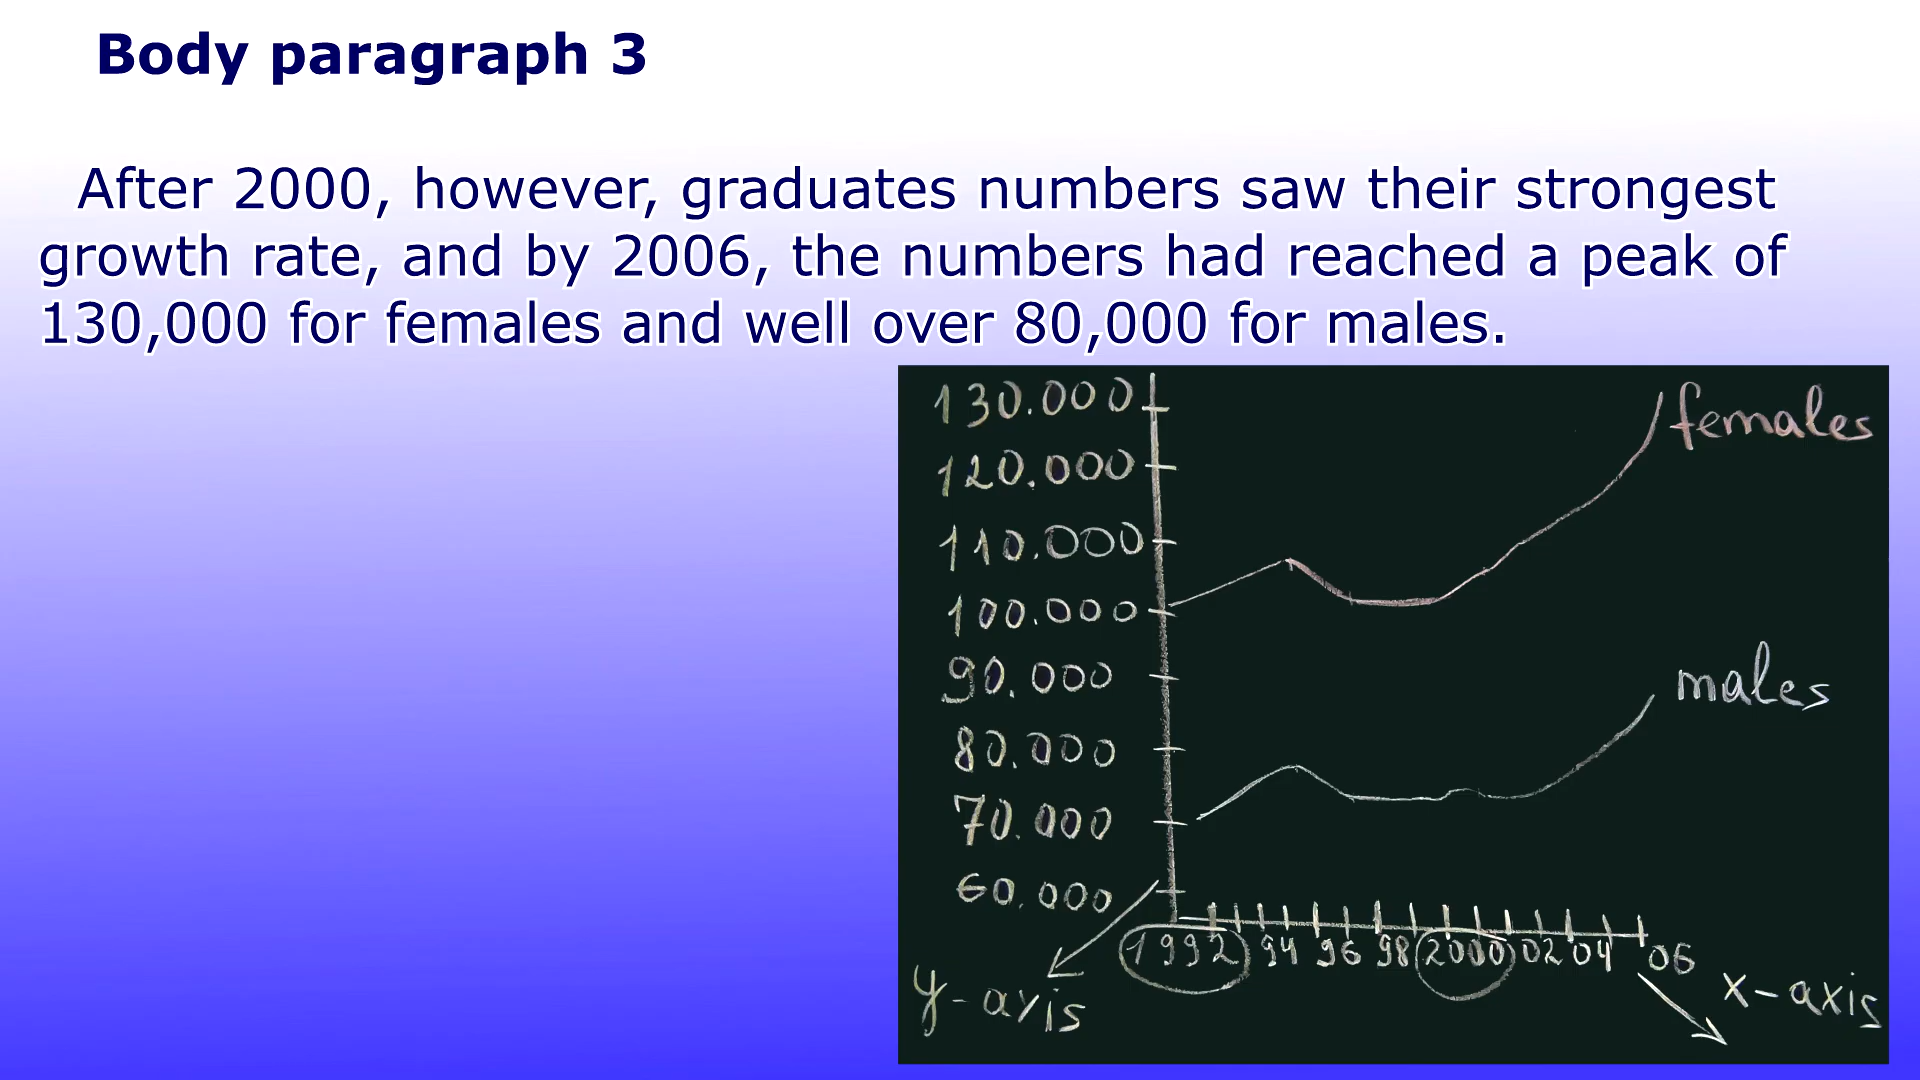 Body paragraph 3
After 2000, however, graduates numbers saw their strongest
growth rate, and by 2006, the numbers had reached a peak of
130,000 for females and well over 80,000 for males.
130.000
females
120.000
110.000
100.000
90.000
males
80.000
70.000
60.000
1992 94 96 98 2000 02 04 06
y-axis
x-axis